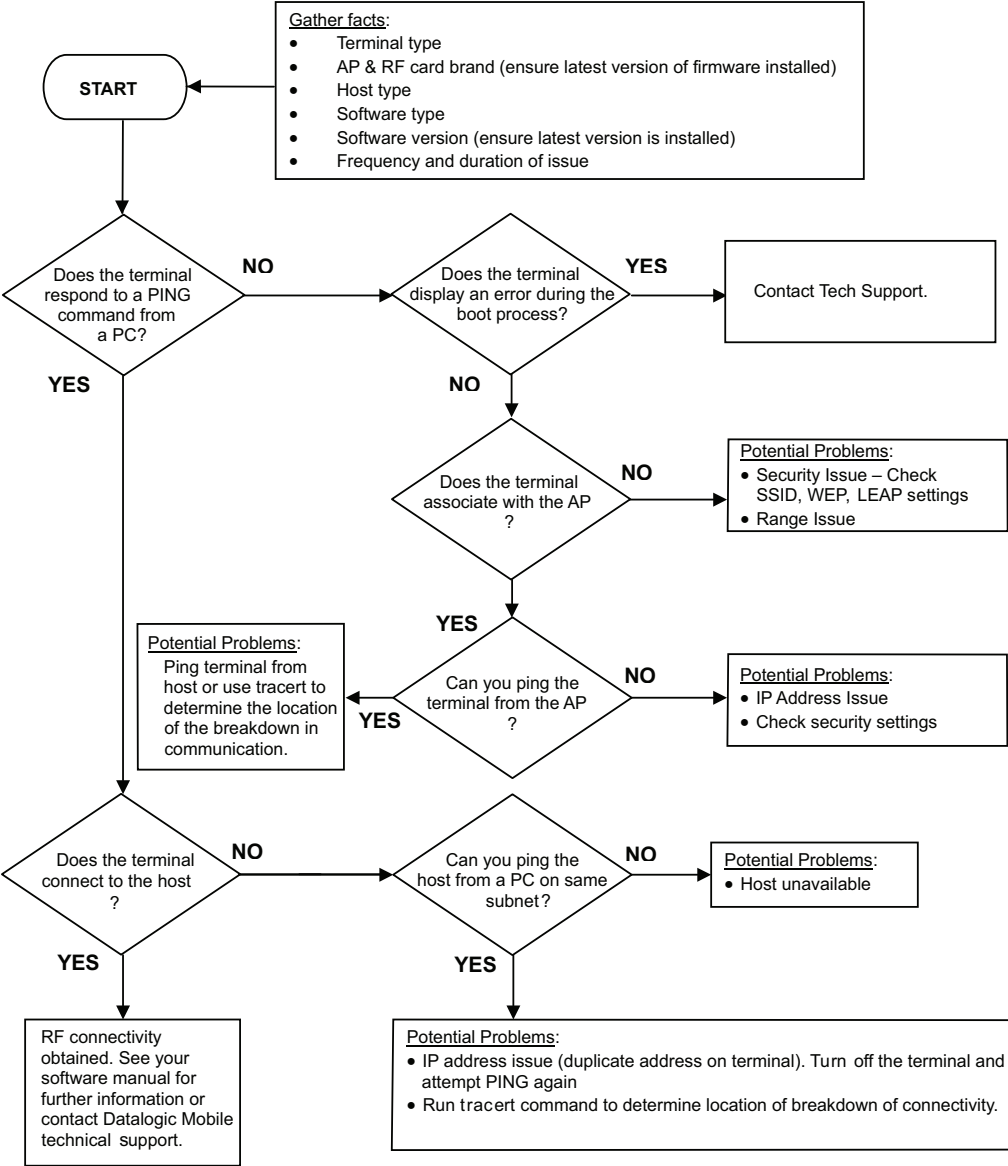 Gather facts:
• Terminal type
• AP & RF card brand (ensure latest version of firmware installed)
• Host type
• Software type
• Software version (ensure latest version is installed)
• Frequency and duration of issue
START
Does the terminal
respond to a PING
command from
a PC?
NO
YES
Does the terminal
display an error during the
boot process?
YES
NO
Contact Tech Support.
Does the terminal
associate with the AP
?
NO
YES
Potential Problems:
• Security Issue – Check
SSID, WEP, LEAP settings
• Range Issue
Can you ping the
terminal from the AP
?
YES
NO
Potential Problems:
Ping terminal from
host or use tracert to
determine the location
of the breakdown in
communication.
Potential Problems:
• IP Address Issue
• Check security settings
Does the terminal
connect to the host
?
NO
YES
Can you ping the
host from a PC on same
subnet?
NO
YES
Potential Problems:
• Host unavailable
RF connectivity
obtained. See your
software manual for
further information or
contact Datalogic Mobile
technical support.
Potential Problems:
• IP address issue (duplicate address on terminal). Turn off the terminal and
attempt PING again
• Run tracert command to determine location of breakdown of connectivity.